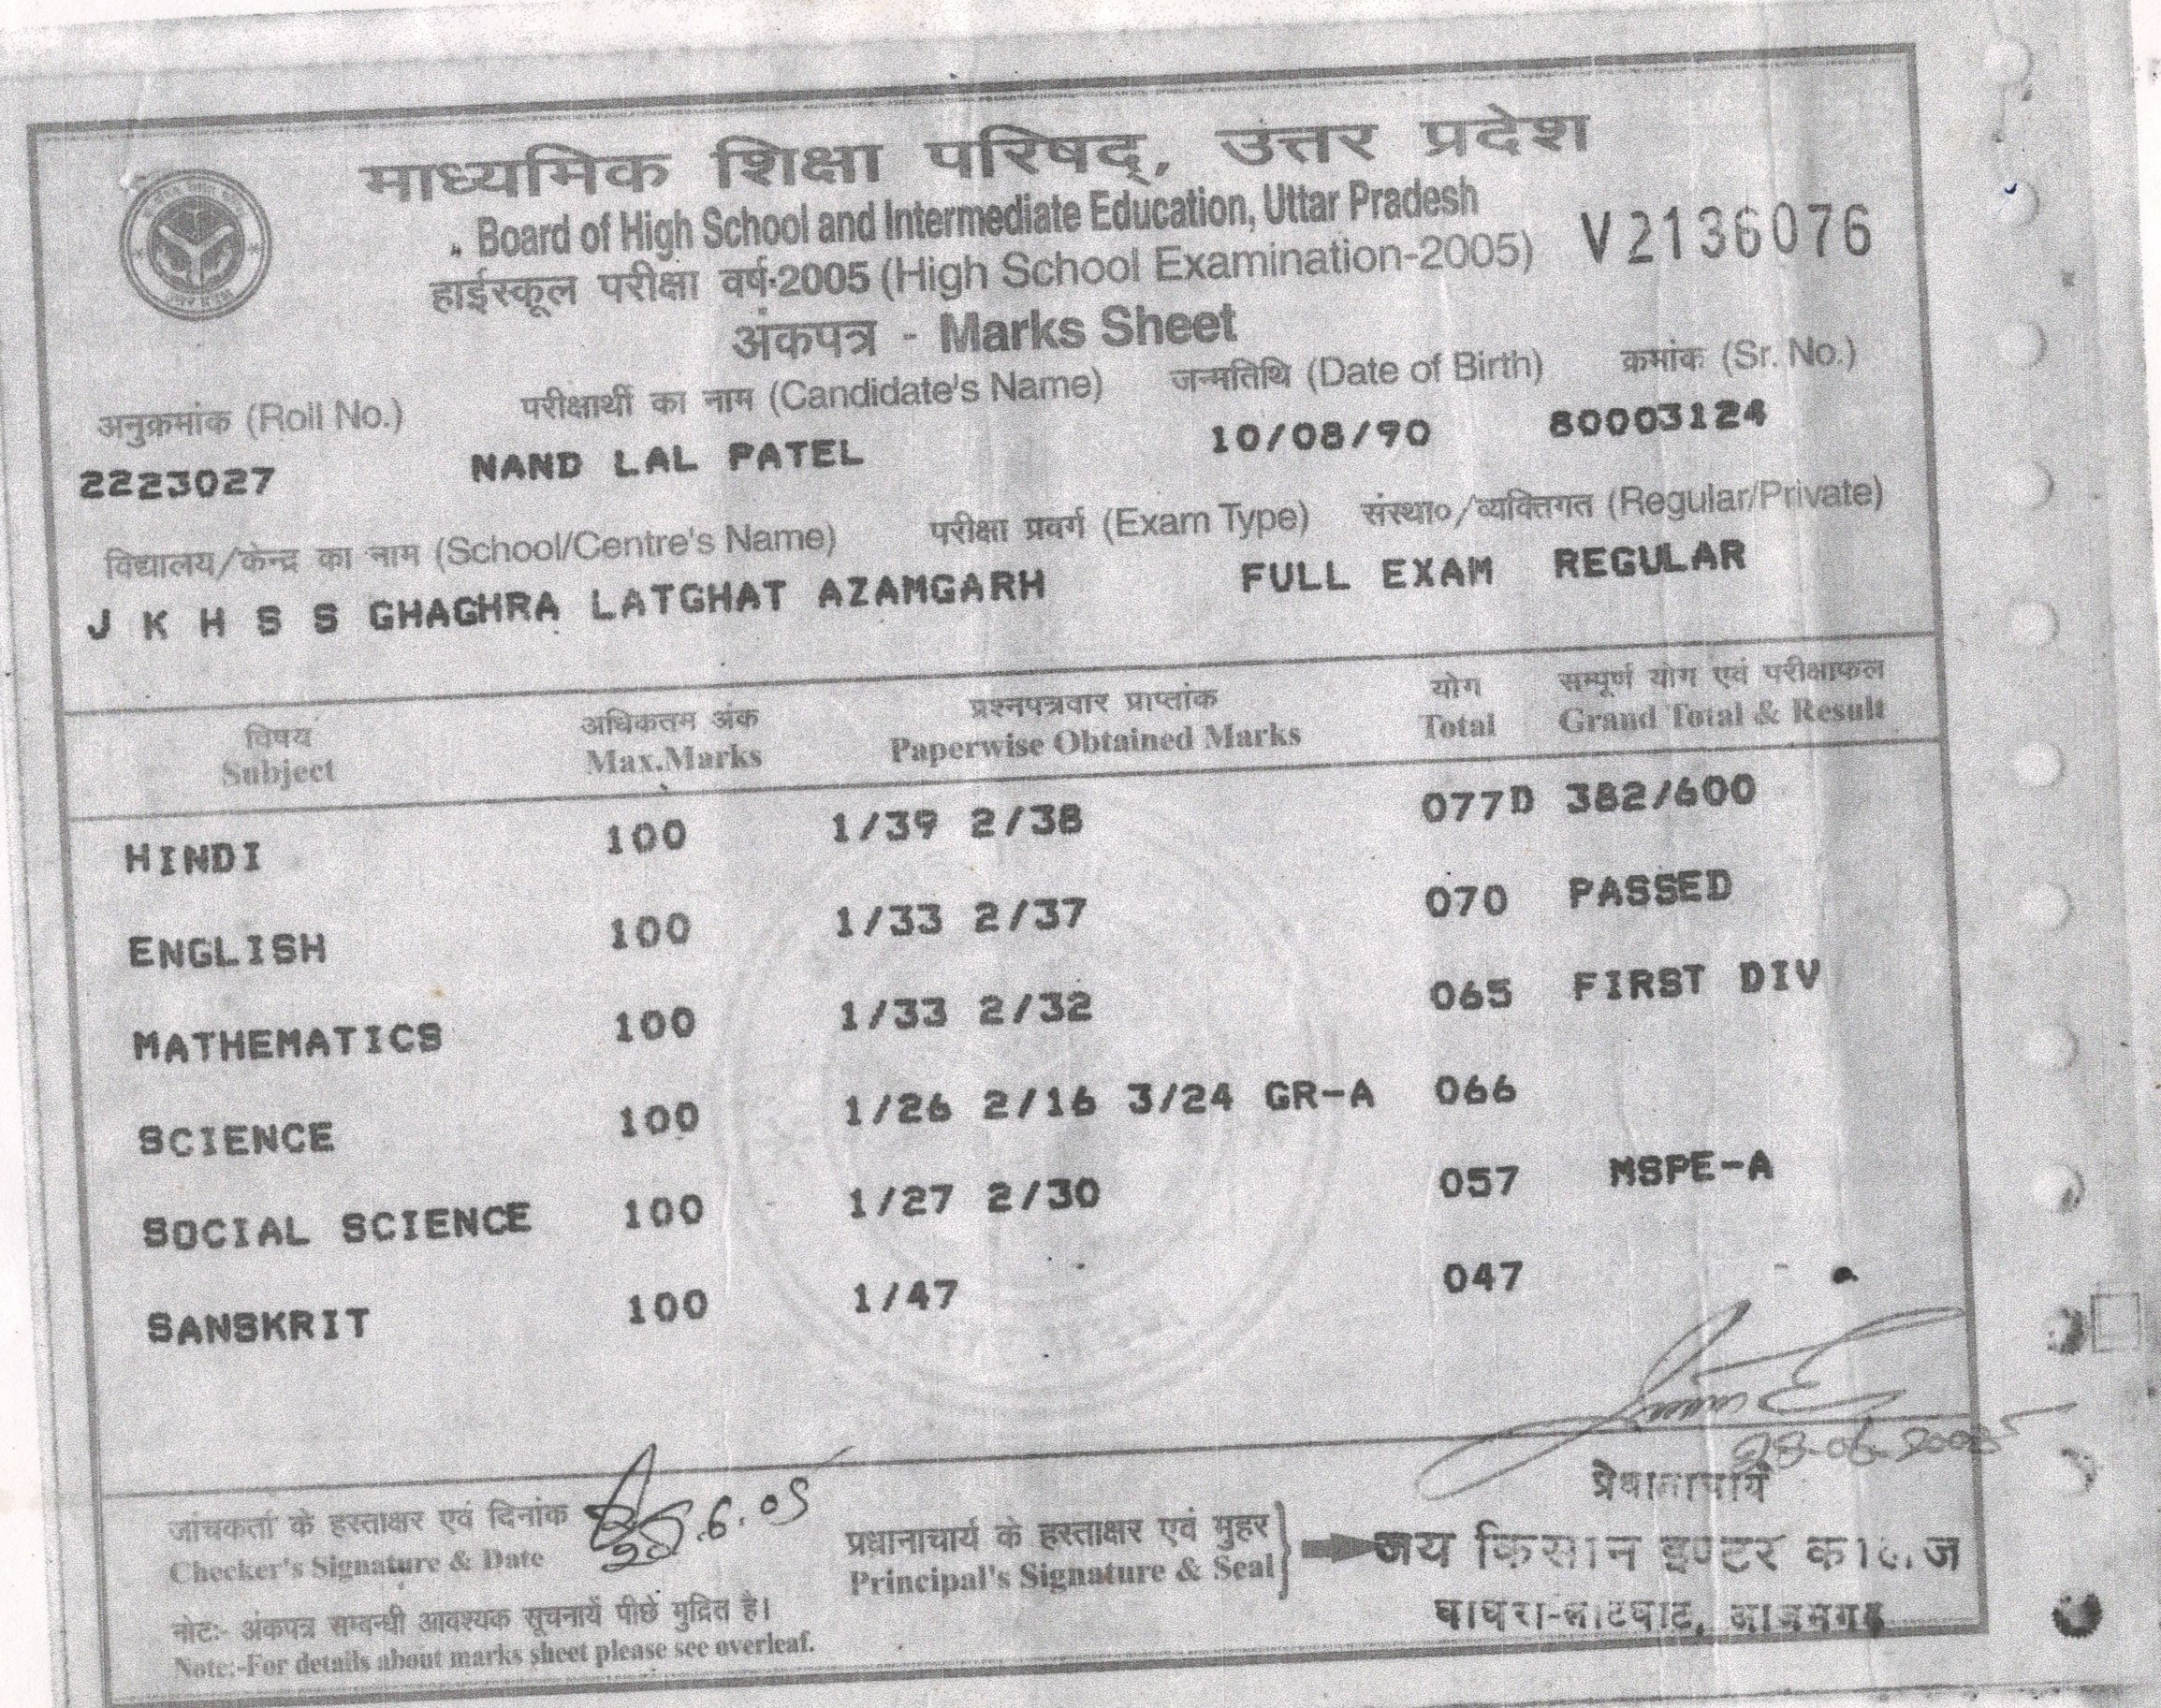 माध्यमिक शिक्षा परिषद्, उत्तर प्रदेश
Board of High School and Intermediate Education, Uttar Pradesh
हाईस्कूल परीक्षा वर्ष-2005 (High School Examination-2005) V2136076
अंकपत्र - Marks Sheet
अनुक्रमांक (Roll No.) परीक्षार्थी का नाम (Candidate's Name) जन्मतिथि (Date of Birth) क्रमांक (Sr. No.)
2223027 NAND LAL PATEL 10/08/90 80003124
विद्यालय/केन्द्र का नाम (School/Centre's Name) परीक्षा प्रवर्ग (Exam Type) संस्था०/व्यक्तिगत (Regular/Private)
J K H S S GHAGHRA LATGHAT AZAMGARH FULL EXAM REGULAR
विषय अधिकतम अंक प्रश्नपत्रवार प्राप्तांक योग सम्पूर्ण योग एवं परीक्षाफल
Subject Max.Marks Paperwise Obtained Marks Total Grand Total & Result
HINDI 100 1/39 2/38 077D 382/600
ENGLISH 100 1/33 2/37 070 PASSED
MATHEMATICS 100 1/33 2/32 065 FIRST DIV
SCIENCE 100 1/26 2/16 3/24 GR-A 066
SOCIAL SCIENCE 100 1/27 2/30 057 MSPE-A
SANSKRIT 100 1/47 047
28-06-2005
प्रधानाचार्य
जांचकर्ता के हस्ताक्षर एवं दिनांक 28.6.05 प्रधानाचार्य के हस्ताक्षर एवं मुहर जय किसान इण्टर कालेज
Checker's Signature & Date Principal's Signature & Seal
घाघरा-लाटघाट, आजमगढ़
नोट:- अंकपत्र सम्बन्धी आवश्यक सूचनायें पीछे मुद्रित है।
Note:-For details about marks sheet please see overleaf.